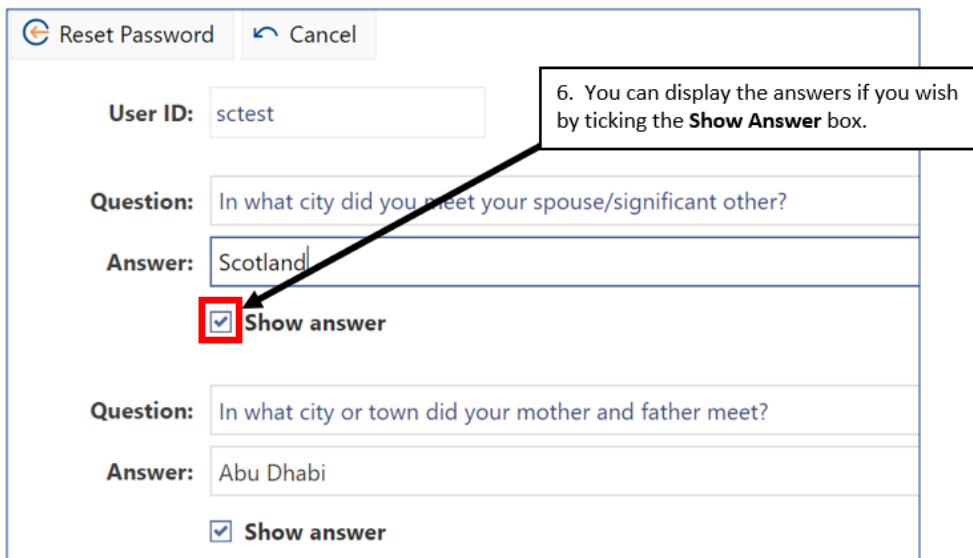 Reset Password Cancel
6. You can display the answers if you wish
by ticking the Show Answer box.
User ID: sctest
Question: In what city did you meet your spouse/significant other?
Answer: Scotland
Show answer
Question: In what city or town did your mother and father meet?
Answer: Abu Dhabi
Show answer